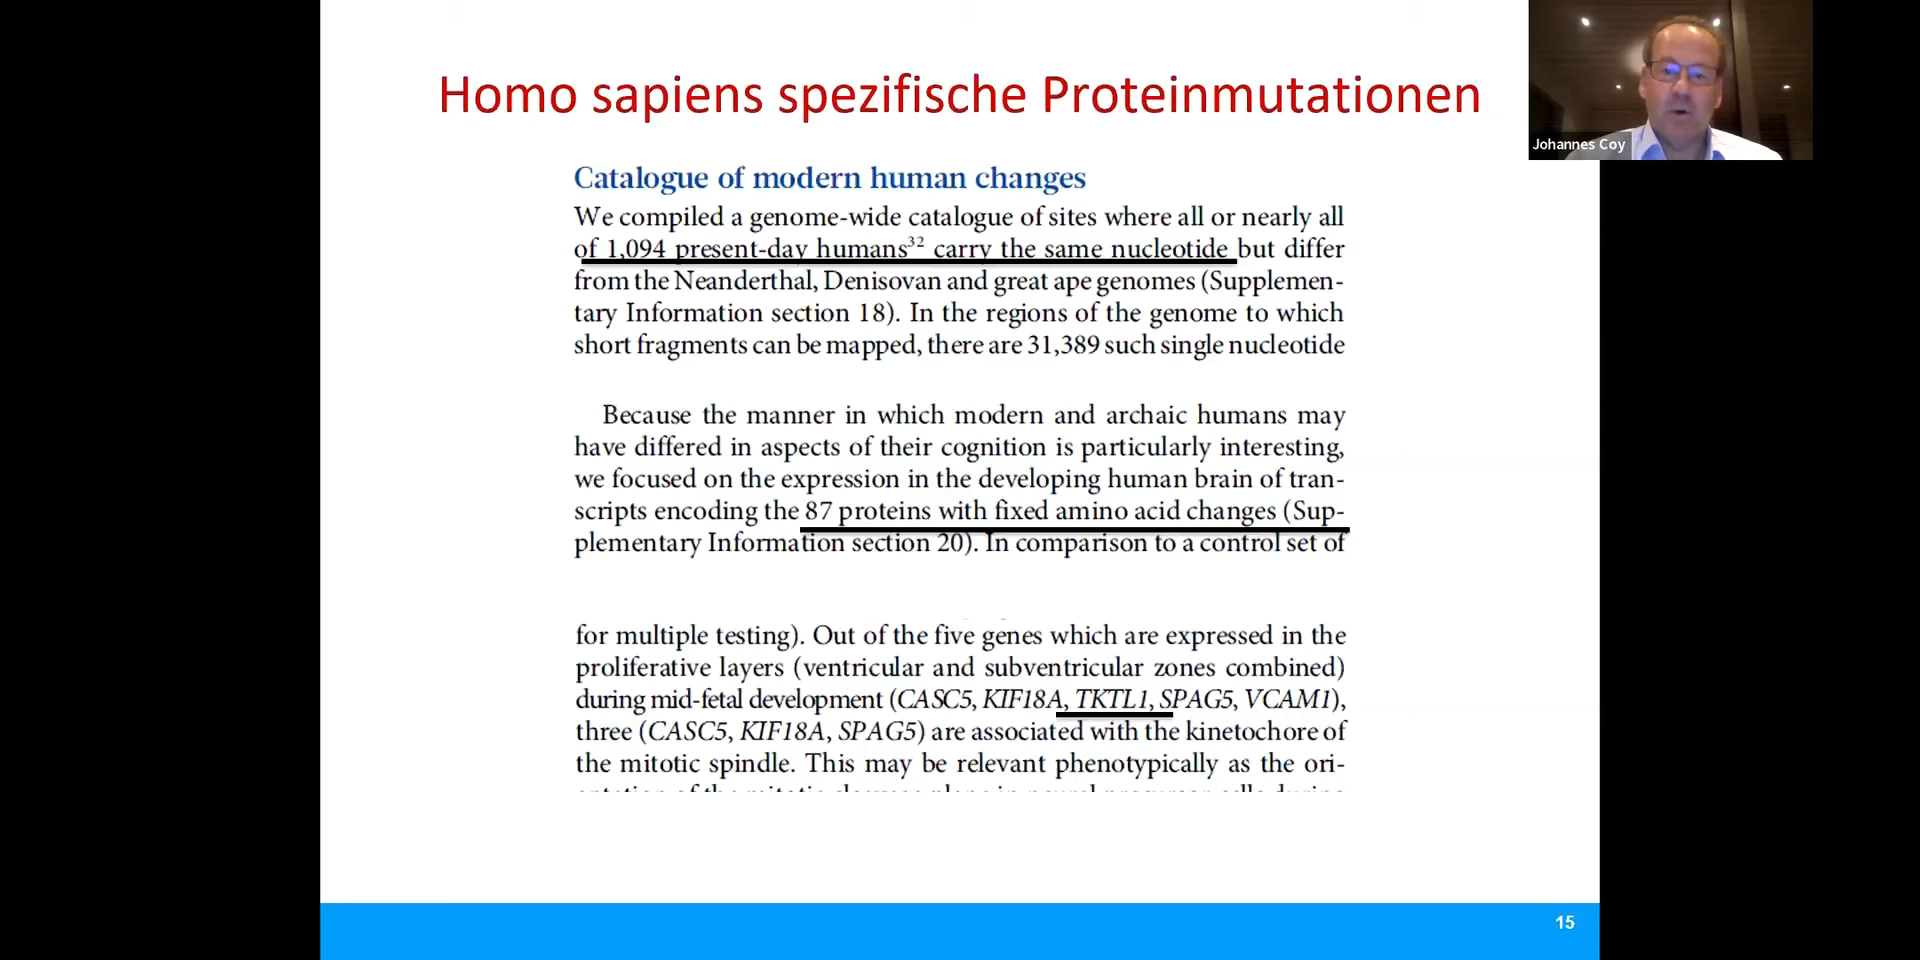 Homo sapiens spezifische Proteinmutationen
Johannes Coy
Catalogue of modern human changes
We compiled a genome-wide catalogue of sites where all or nearly all
of 1,094 present-day humans³² carry the same nucleotide but differ
from the Neanderthal, Denisovan and great ape genomes (Supplemen-
tary Information section 18). In the regions of the genome to which
short fragments can be mapped, there are 31,389 such single nucleotide
Because the manner in which modern and archaic humans may
have differed in aspects of their cognition is particularly interesting,
we focused on the expression in the developing human brain of tran-
scripts encoding the 87 proteins with fixed amino acid changes (Sup-
plementary Information section 20). In comparison to a control set of
for multiple testing). Out of the five genes which are expressed in the
proliferative layers (ventricular and subventricular zones combined)
during mid-fetal development (CASC5, KIF18A, TKTL1, SPAG5, VCAM1),
three (CASC5, KIF18A, SPAG5) are associated with the kinetochore of
the mitotic spindle. This may be relevant phenotypically as the ori-
15